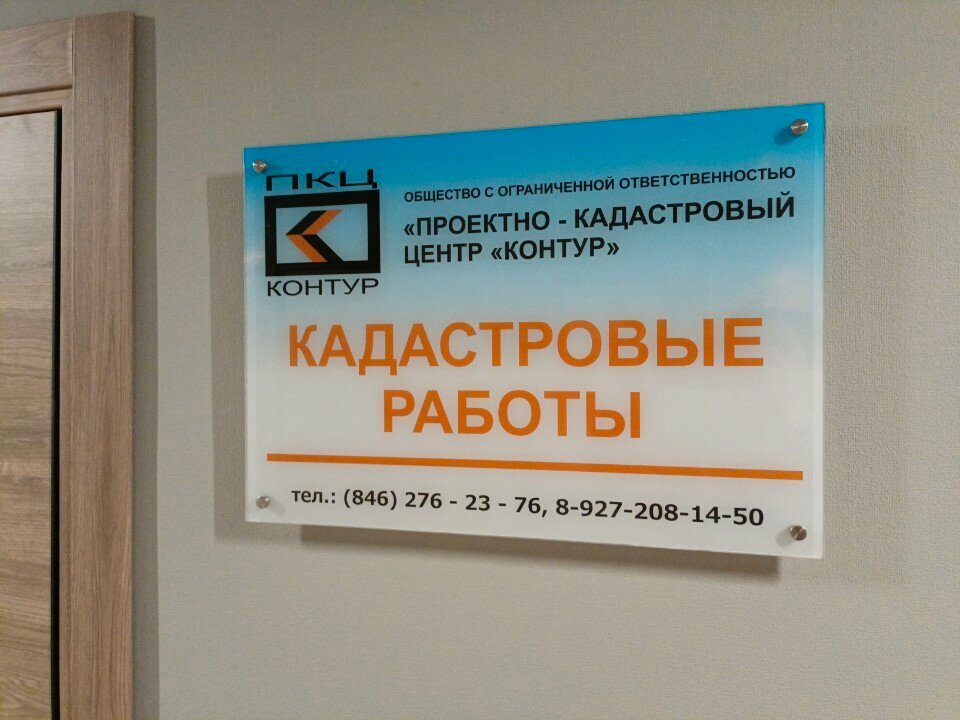 ПКЦ
КОНТУР
ОБЩЕСТВО С ОГРАНИЧЕННОЙ ОТВЕТСТВЕННОСТЬЮ
«ПРОЕКТНО - КАДАСТРОВЫЙ
ЦЕНТР «КОНТУР»
КАДАСТРОВЫЕ
РАБОТЫ
тел.: (846) 276 - 23 - 76, 8-927-208-14-50